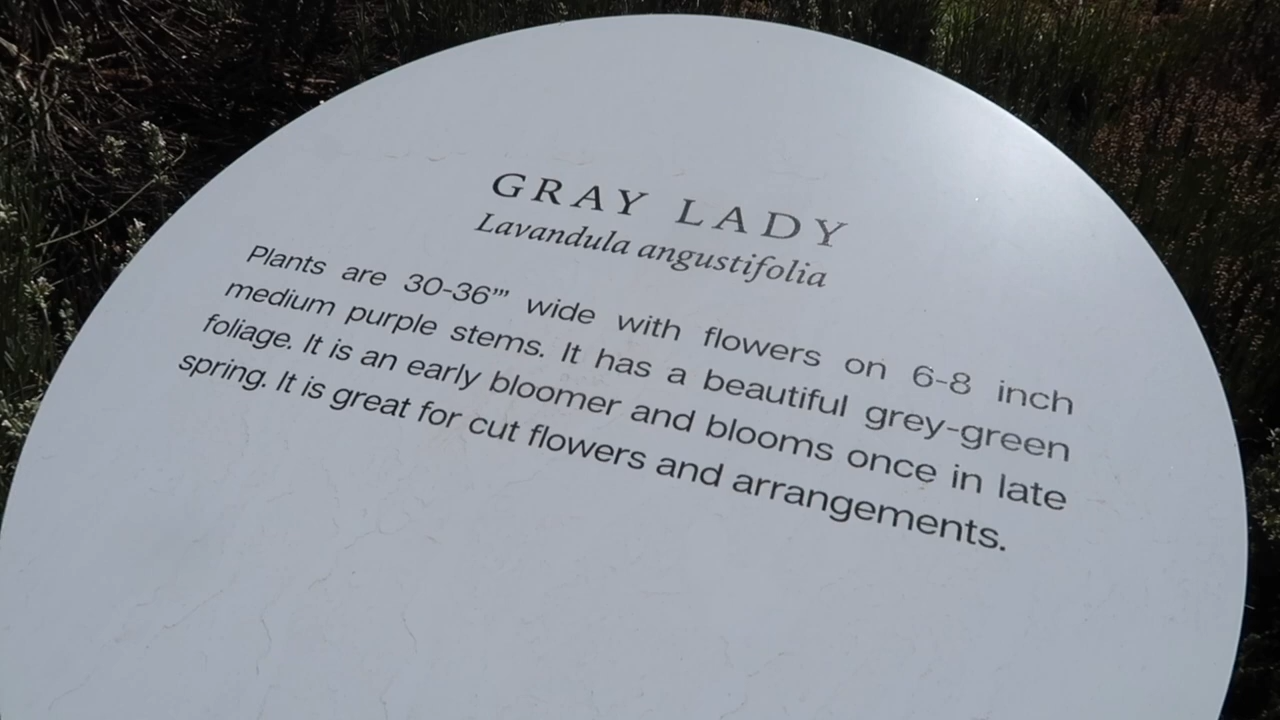 GRAY LADY
Lavandula angustifolia
Plants are 30-36”’ wide with flowers on 6-8 inch
medium purple stems. It has a beautiful grey-green
foliage. It is an early bloomer and blooms once in late
spring. It is great for cut flowers and arrangements.